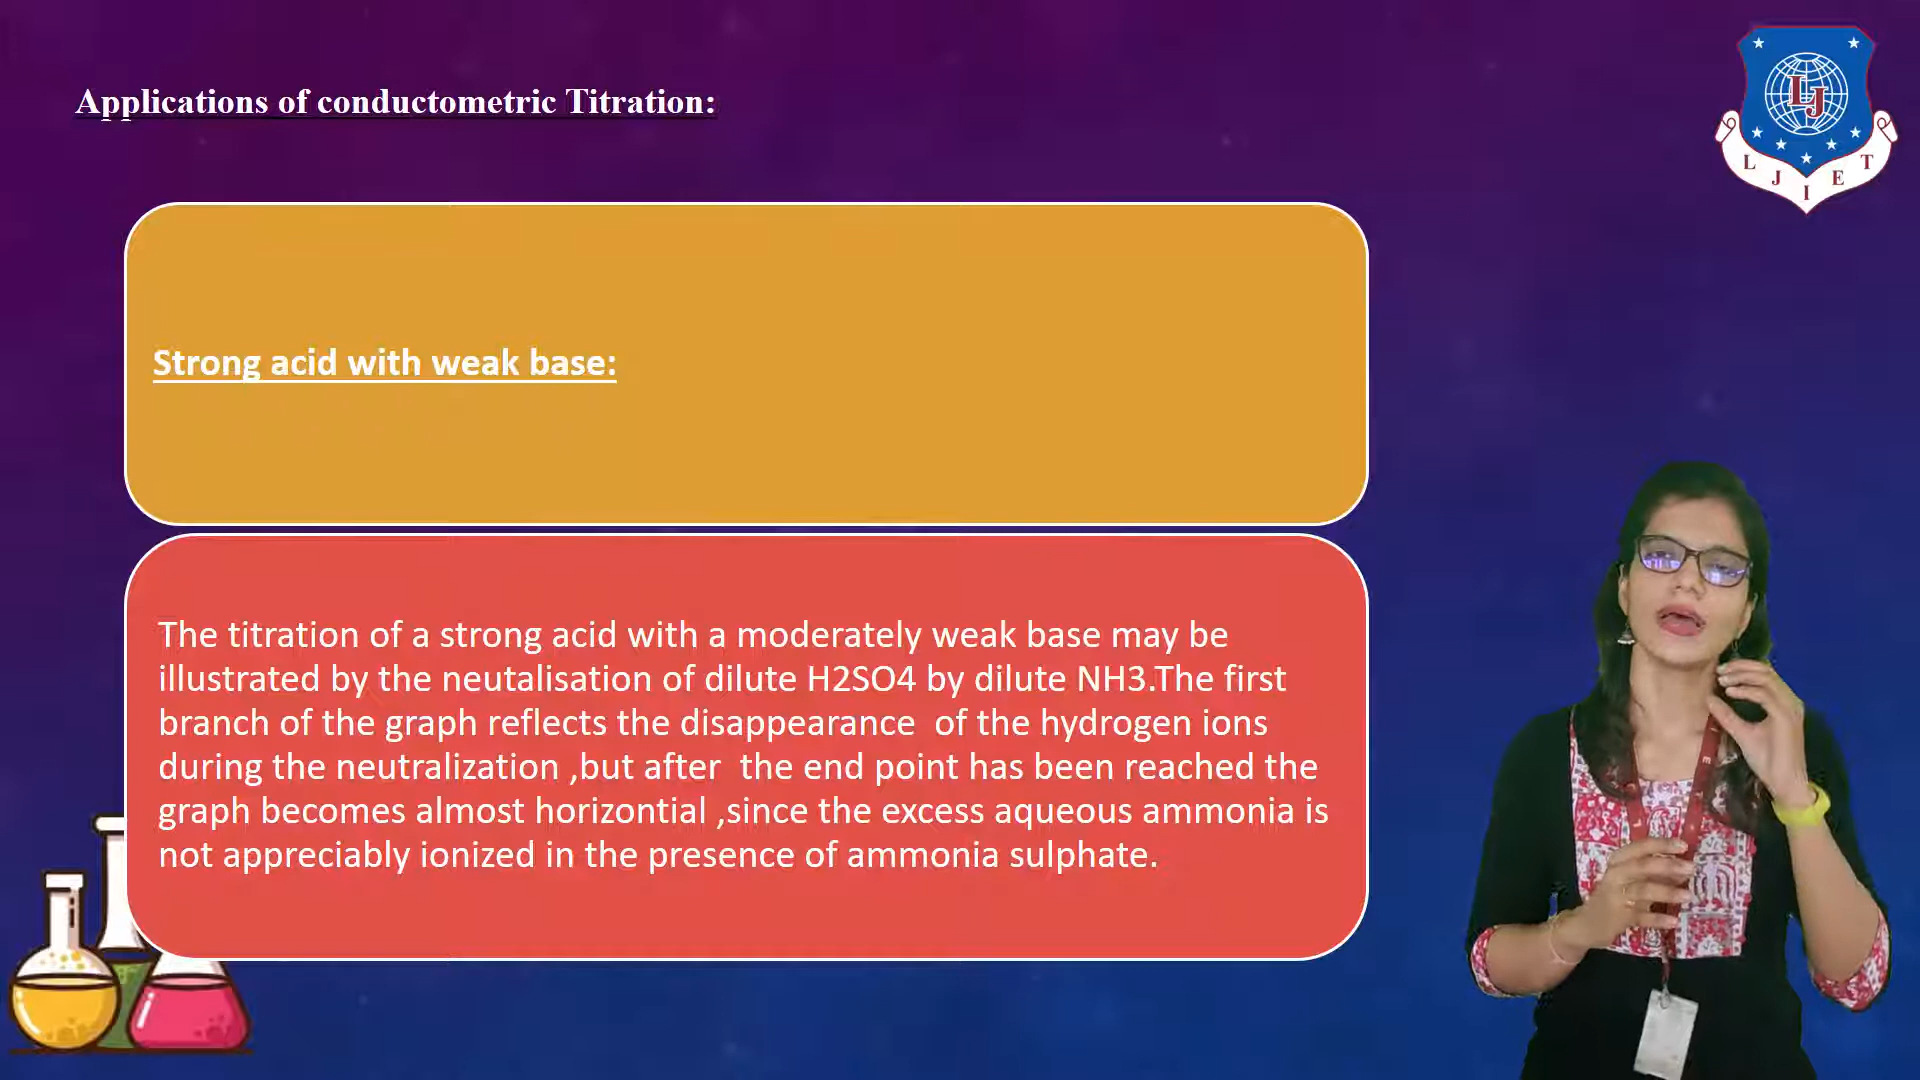 Applications of conductometric Titration:
LJ
L J I E T
Strong acid with weak base:
The titration of a strong acid with a moderately weak base may be
illustrated by the neutalisation of dilute H2SO4 by dilute NH3.The first
branch of the graph reflects the disappearance  of the hydrogen ions
during the neutralization ,but after  the end point has been reached the
graph becomes almost horizontial ,since the excess aqueous ammonia is
not appreciably ionized in the presence of ammonia sulphate.